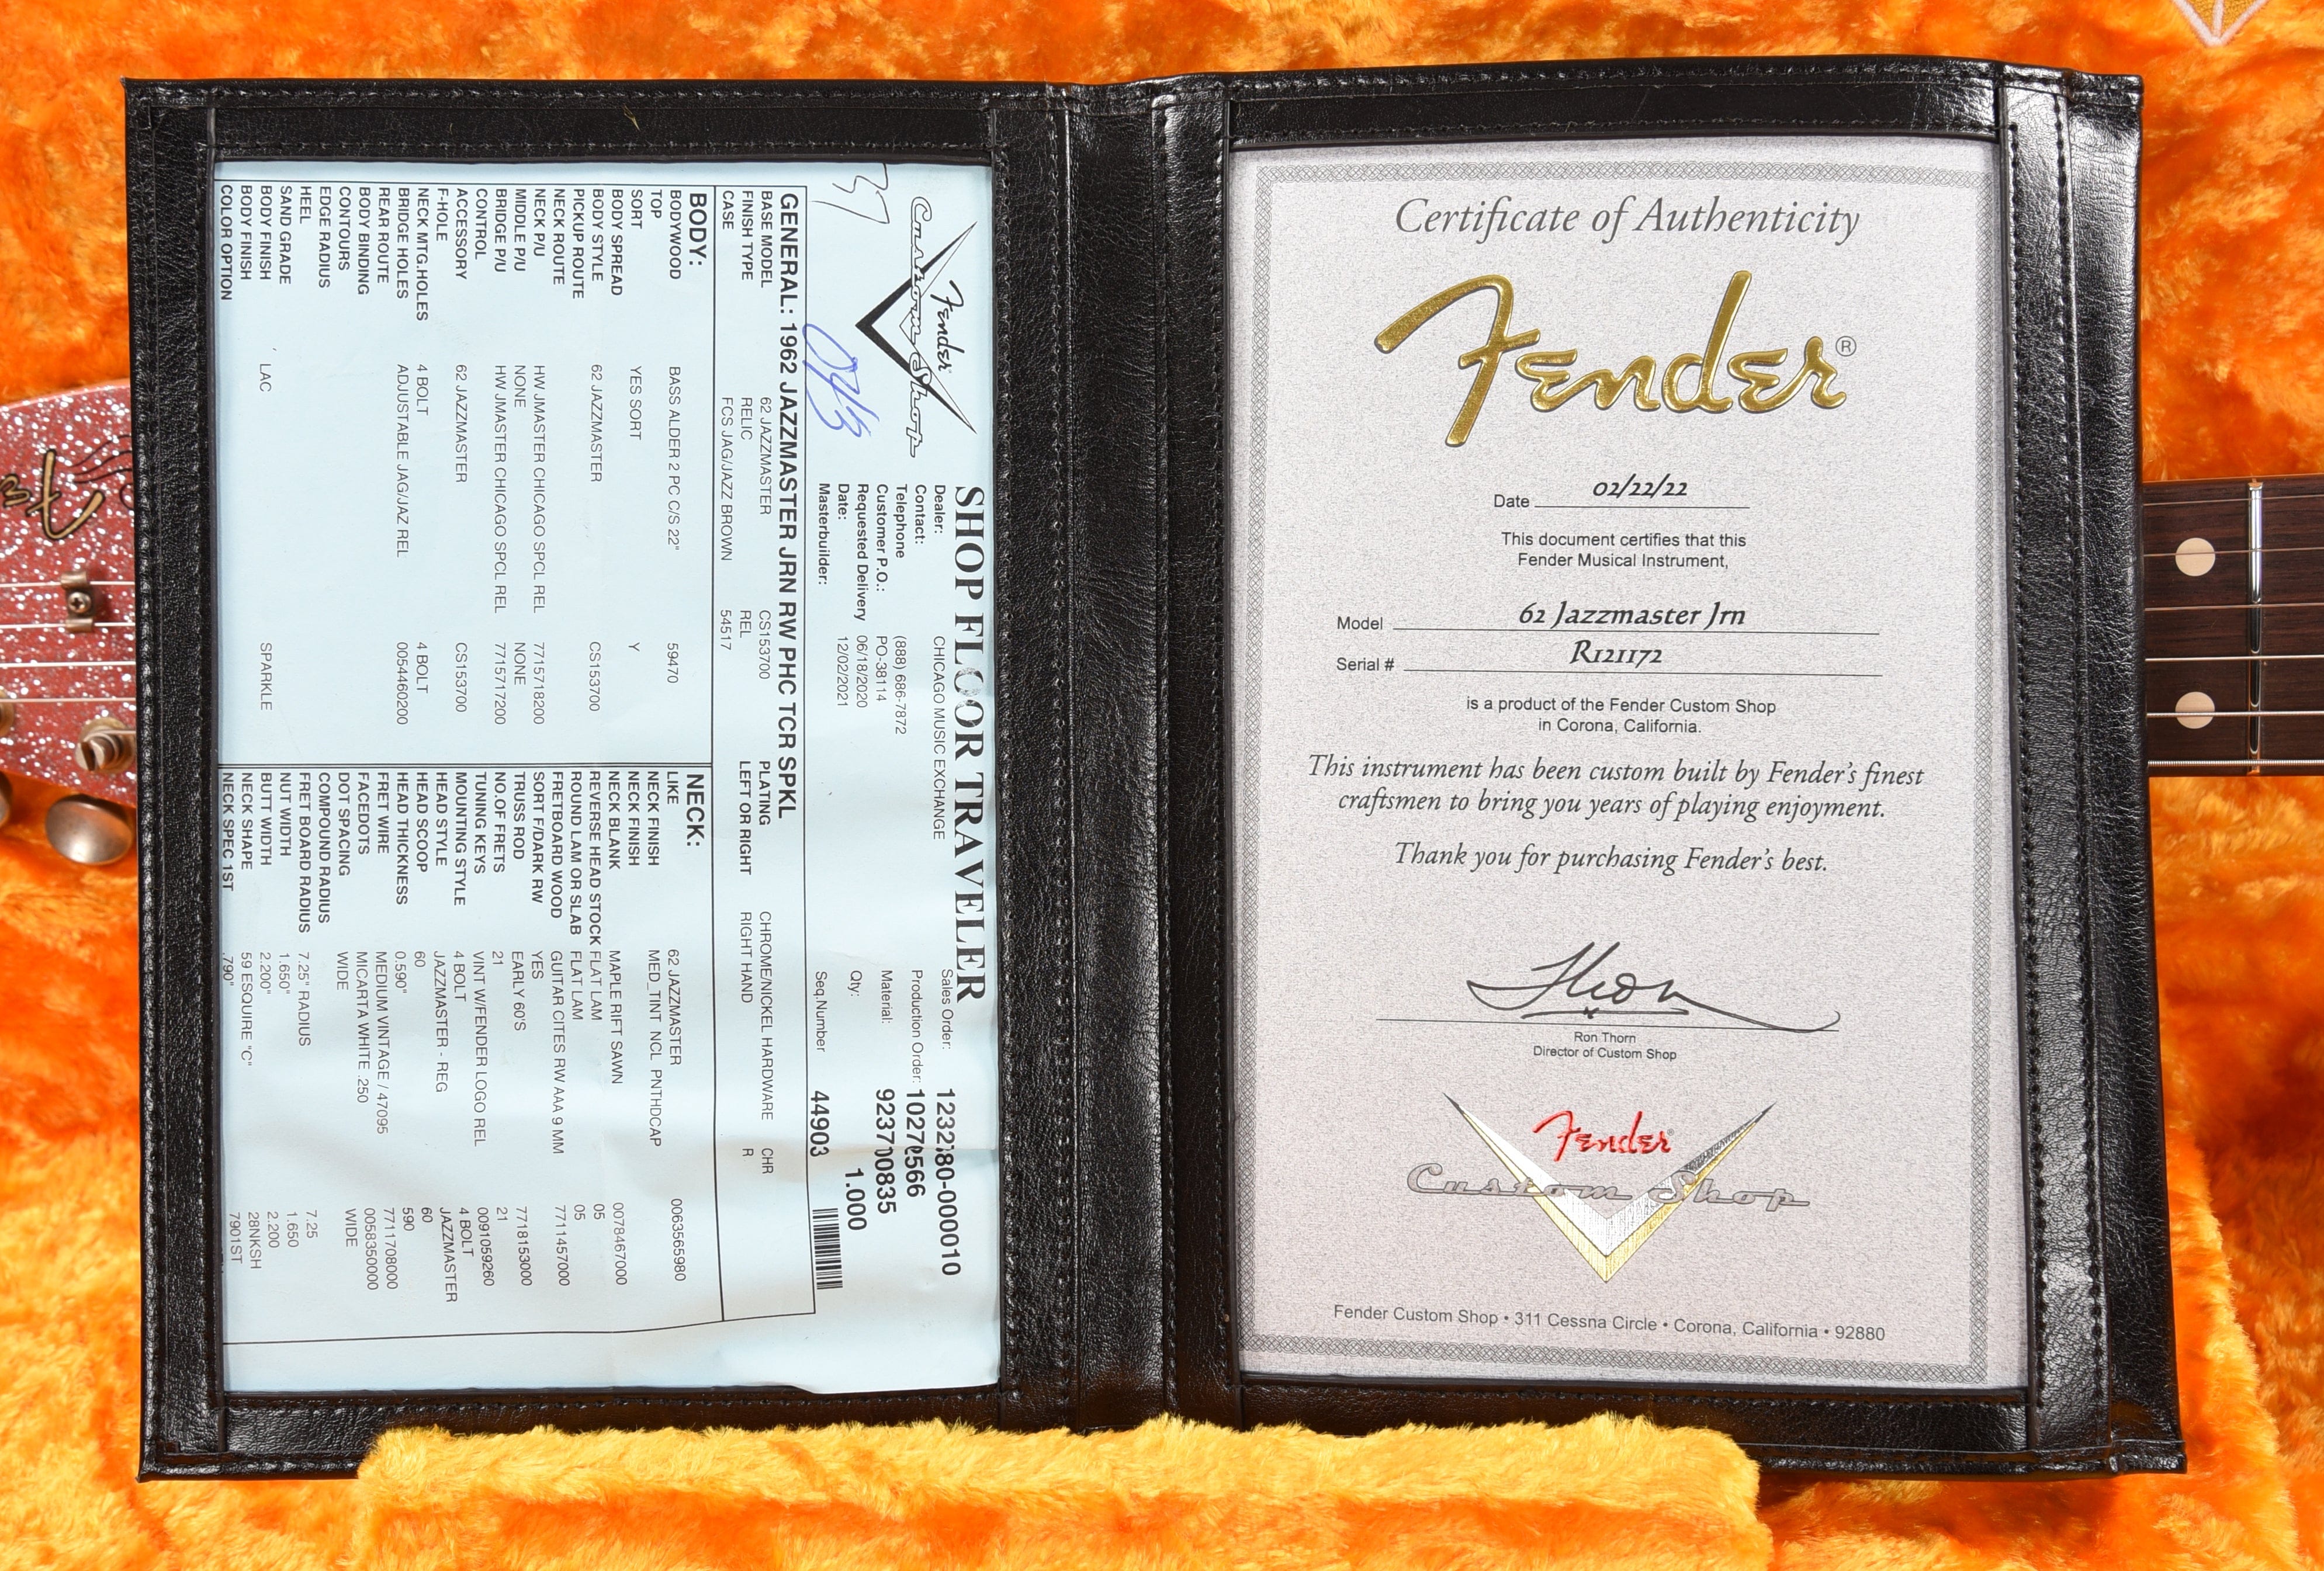 Fender
Custom Shop
SHOP FLOOR TRAVELER
Dealer: CHICAGO MUSIC EXCHANGE
Contact:
Telephone (888) 686-7872
Customer P.O.: PO-38114
Requested Delivery 06/18/2020
Date: 12/02/2021
Masterbuilder:
Sales Order: 1232380-000010
Production Order:
Material: 923700835
Qty: 1.000
Seq.Number 44903
GENERAL: 1962 JAZZMASTER JRN RW PHC TCR SPKL
BASE MODEL 62 JAZZMASTER CS153700
FINISH TYPE RELIC REL
CASE FCS JAG/JAZZ BROWN 54517
PLATING CHROME/NICKEL HARDWARE CHR
LEFT OR RIGHT RIGHT HAND R
BODY:
BODYWOOD BASS ALDER 2 PC C/S 22" 59470
TOP
SORT YES SORT Y
BODY SPREAD
BODY STYLE 62 JAZZMASTER CS153700
PICKUP ROUTE
NECK ROUTE
NECK P/U HW JMASTER CHICAGO SPCL REL 7715718200
MIDDLE P/U NONE NONE
BRIDGE P/U HW JMASTER CHICAGO SPCL REL 7715717200
CONTROL
ACCESSORY 62 JAZZMASTER CS153700
F-HOLE
NECK MTG.HOLES 4 BOLT 4 BOLT
BRIDGE HOLES ADJUSTABLE JAG/JAZ REL 0054460200
REAR ROUTE
BODY BINDING
CONTOURS
EDGE RADIUS
HEEL
SAND GRADE
BODY FINISH LAC SPARKLE
BODY FINISH
COLOR OPTION
NECK:
LIKE 62 JAZZMASTER 0063565980
NECK FINISH MED_TINT NCL PNTHDCAP
NECK FINISH
NECK BLANK MAPLE RIFT SAWN 0078467000
REVERSE HEAD STOCK FLAT LAM 05
ROUND LAM OR SLAB FLAT LAM 05
FRETBOARD WOOD GUITAR CITES RW AAA 9 MM 7711457000
SORT F/DARK RW YES
TRUSS ROD EARLY 60'S 7718153000
NO.OF FRETS 21 21
TUNING KEYS VINT W/FENDER LOGO REL 0091059260
MOUNTING STYLE 4 BOLT 4 BOLT
HEAD STYLE JAZZMASTER - REG JAZZMASTER
HEAD SCOOP 60 60
HEAD THICKNESS 0.590" 590
FRET WIRE MEDIUM VINTAGE / 47095 7711708000
FACEDOTS MICARTA WHITE .250 0058350000
DOT SPACING WIDE WIDE
COMPOUND RADIUS
FRET BOARD RADIUS 7.25" RADIUS 7.25
NUT WIDTH 1.650" 1.650
BUTT WIDTH 2.200" 2.200
NECK SHAPE 59 ESQUIRE "C" 28NKSH
NECK SPEC 1ST .790" 7901ST
Certificate of Authenticity
Fender®
Date 02/22/22
This document certifies that this
Fender Musical Instrument,
Model 62 Jazzmaster Jrn
Serial # R121172
is a product of the Fender Custom Shop
in Corona, California.
This instrument has been custom built by Fender's finest
craftsmen to bring you years of playing enjoyment.
Thank you for purchasing Fender's best.
Ron Thorn
Director of Custom Shop
Fender®
Custom Shop
Fender Custom Shop • 311 Cessna Circle • Corona, California • 92880